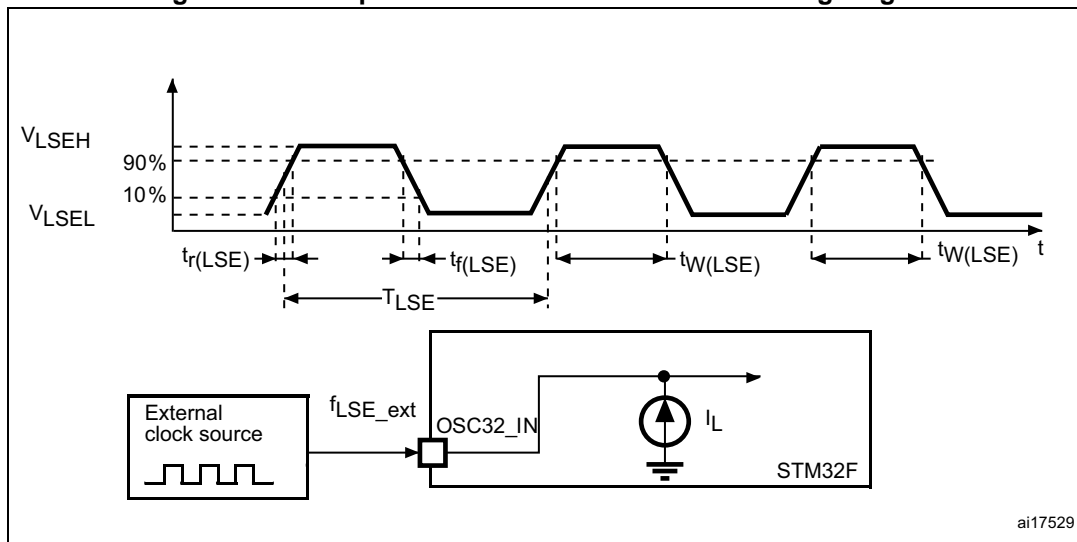 VLSEH
90%
10%
VLSEL
tr(LSE)
tf(LSE)
tW(LSE)
tW(LSE)
t
TLSE
External
clock source
fLSE_ext
OSC32_IN
IL
STM32F
ai17529